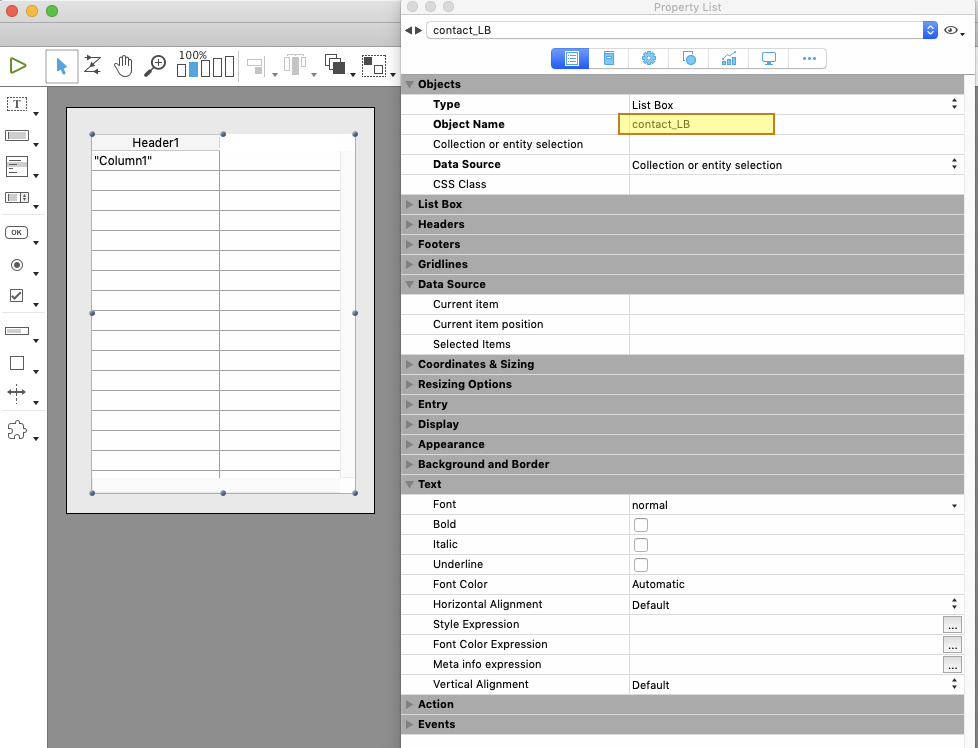 Property List
contact_LB
100%
T
OK
Header1
"Column1"
Objects
Type List Box
Object Name contact_LB
Collection or entity selection
Data Source Collection or entity selection
CSS Class
List Box
Headers
Footers
Gridlines
Data Source
Current item
Current item position
Selected Items
Coordinates & Sizing
Resizing Options
Entry
Display
Appearance
Background and Border
Text
Font normal
Bold
Italic
Underline
Font Color Automatic
Horizontal Alignment Default
Style Expression ...
Font Color Expression ...
Meta info expression ...
Vertical Alignment Default
Action
Events